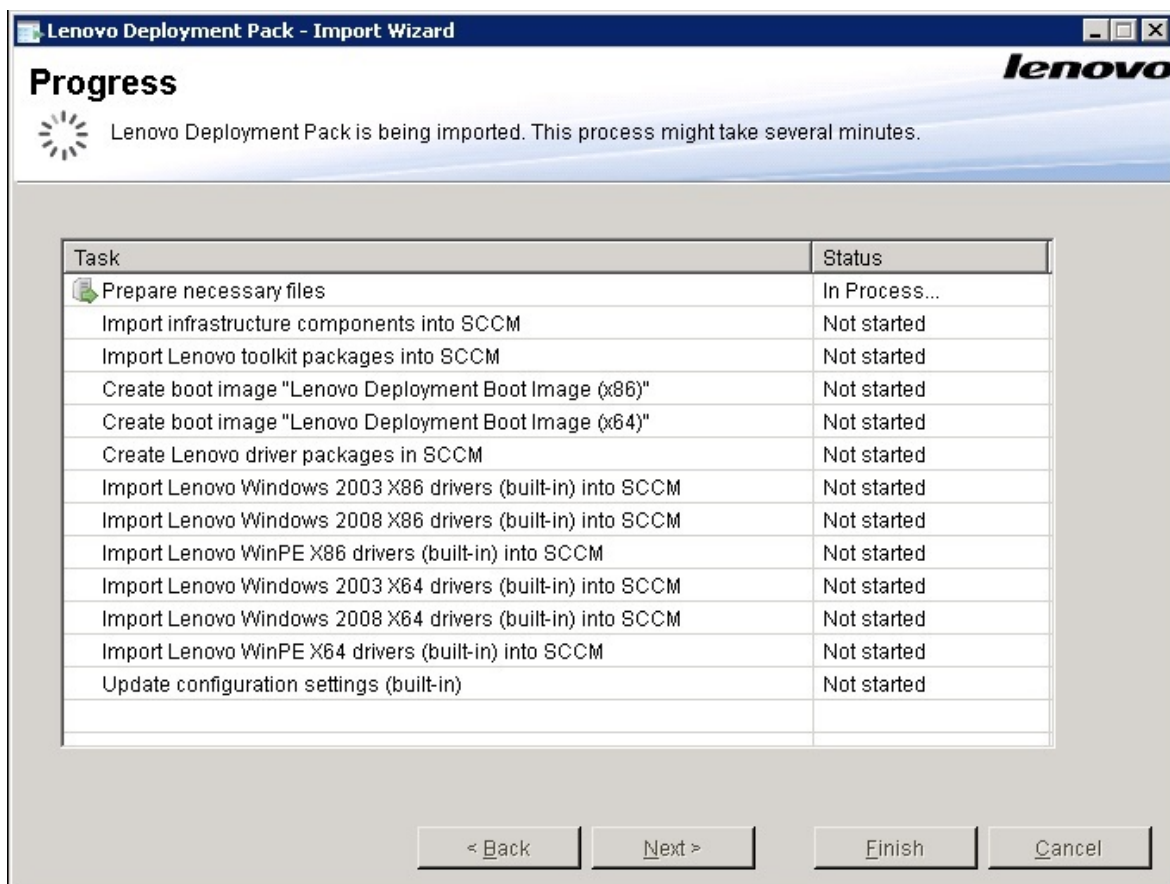 Lenovo Deployment Pack - Import Wizard
lenovo
Progress
Lenovo Deployment Pack is being imported. This process might take several minutes.
Task Status
Prepare necessary files In Process...
Import infrastructure components into SCCM Not started
Import Lenovo toolkit packages into SCCM Not started
Create boot image "Lenovo Deployment Boot Image (x86)" Not started
Create boot image "Lenovo Deployment Boot Image (x64)" Not started
Create Lenovo driver packages in SCCM Not started
Import Lenovo Windows 2003 X86 drivers (built-in) into SCCM Not started
Import Lenovo Windows 2008 X86 drivers (built-in) into SCCM Not started
Import Lenovo WinPE X86 drivers (built-in) into SCCM Not started
Import Lenovo Windows 2003 X64 drivers (built-in) into SCCM Not started
Import Lenovo Windows 2008 X64 drivers (built-in) into SCCM Not started
Import Lenovo WinPE X64 drivers (built-in) into SCCM Not started
Update configuration settings (built-in) Not started
< Back Next > Finish Cancel